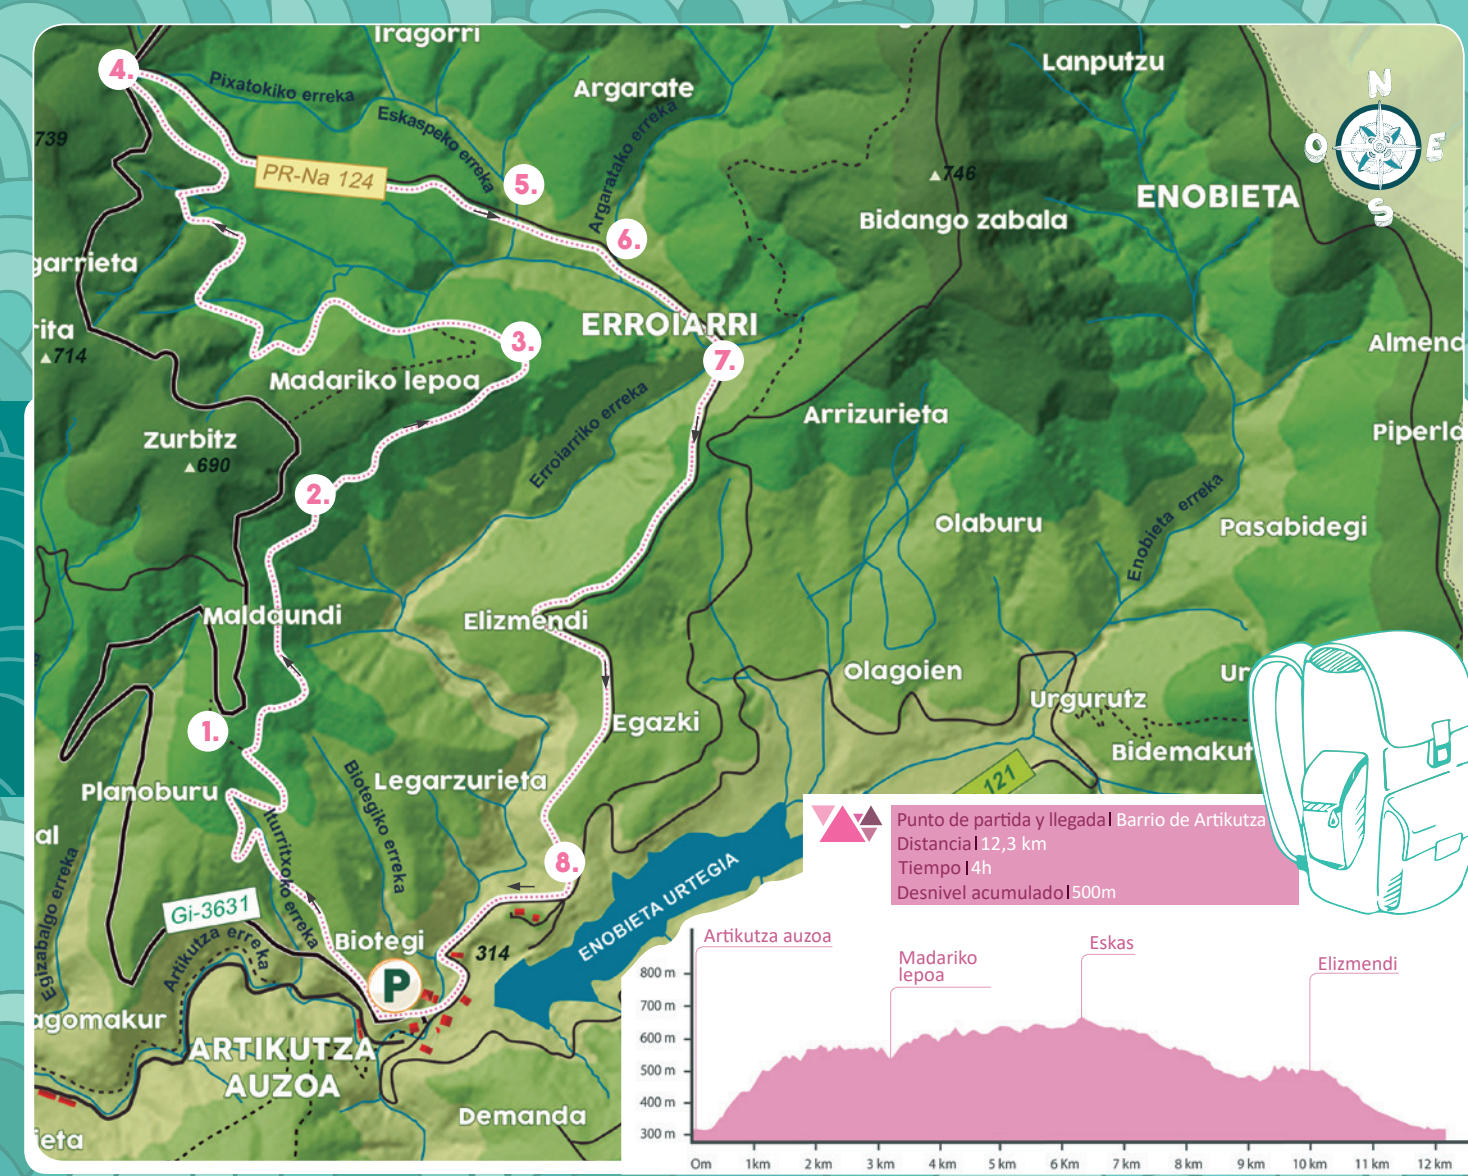 Iragorri
4.
Pixatokiko erreka
Argarate
Lanputzu
N
O
E
S
Eskaspeko erreka
Argaratako erreka
739
PR-Na 124
5.
746
ENOBIETA
6.
Bidango zabala
garrieta
ERROIARRI
rita
714
3.
7.
Almend
Madariko lepoa
Erroiarriko erreka
Arrizurieta
Zurbitz
690
Piperla
2.
Olaburu
Enobieta erreka
Pasabidegi
Maldaundi
Elizmendi
Olagoien
Ur
Urgurutz
1.
Egazki
Bidemakut
Planoburu
Biotegiko erreka
Legarzurieta
121
al
Iturritxoko erreka
8.
ENOBIETA URTEGIA
Egizabalgo erreka
Gi-3631
Artikutza erreka
Biotegi
314
P
agomakur
ARTIKUTZA
AUZOA
Demanda
ieta
Punto de partida y llegada Barrio de Artikutza
Distancia 12,3 km
Tiempo 4h
Desnivel acumulado 500m
Artikutza auzoa
Madariko
lepoa
Eskas
Elizmendi
800 m
700 m
600 m
500 m
400 m
300 m
0m 1km 2 km 3 km 4 km 5 km 6 Km 7 km 8 km 9 km 10 km 11 km 12 km